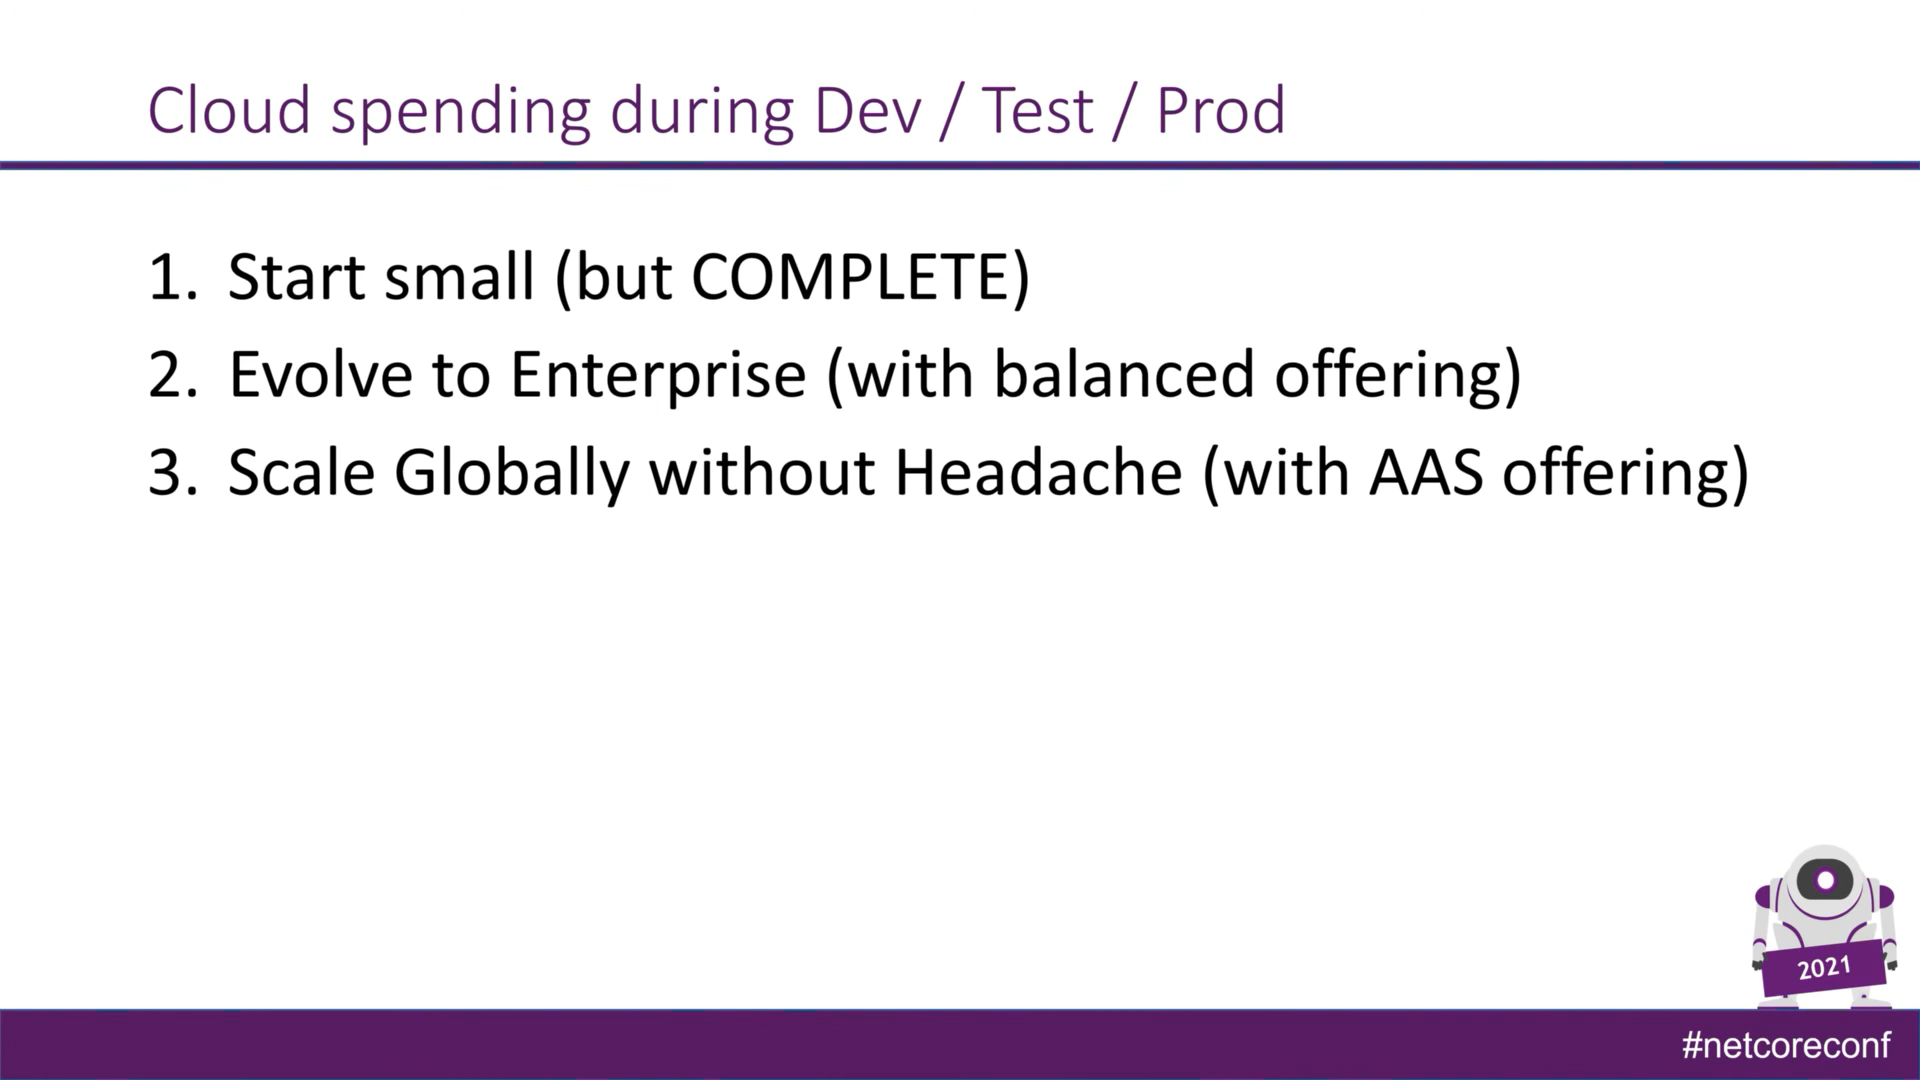 Cloud spending during Dev / Test / Prod
1. Start small (but COMPLETE)
2. Evolve to Enterprise (with balanced offering)
3. Scale Globally without Headache (with AAS offering)
2021
#netcoreconf